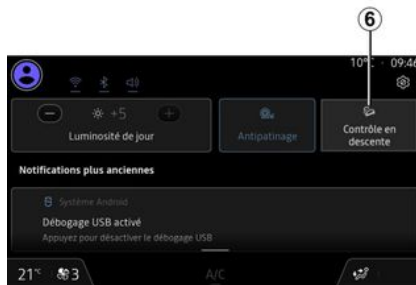 6
10°C 09:46
− +5 +
Luminosité de jour
Antipatinage
Contrôle en
descente
Notifications plus anciennes
Système Android
Débogage USB activé
Appuyez pour désactiver le débogage USB
21°C 3 A/C